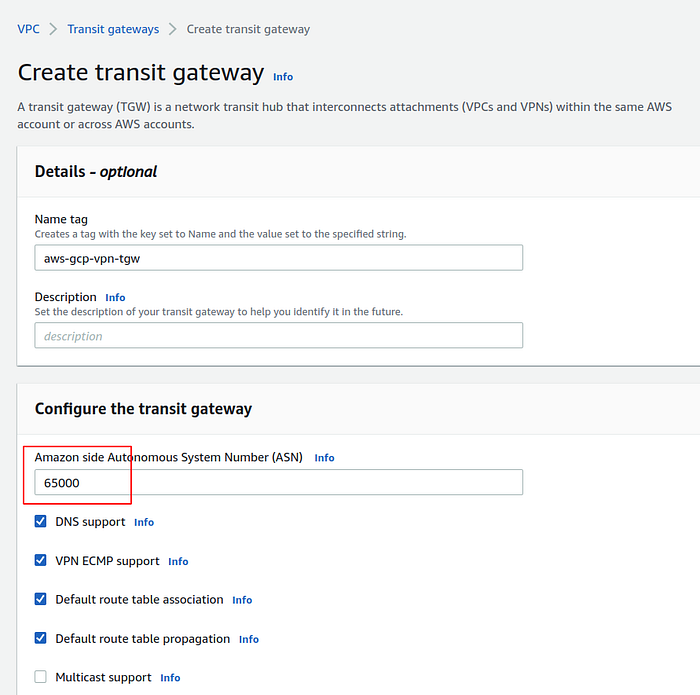 VPC > Transit gateways > Create transit gateway
Create transit gateway Info
A transit gateway (TGW) is a network transit hub that interconnects attachments (VPCs and VPNs) within the same AWS
account or across AWS accounts.
Details - optional
Name tag
Creates a tag with the key set to Name and the value set to the specified string.
aws-gcp-vpn-tgw
Description Info
Set the description of your transit gateway to help you identify it in the future.
description
Configure the transit gateway
Amazon side Autonomous System Number (ASN) Info
65000
DNS support Info
VPN ECMP support Info
Default route table association Info
Default route table propagation Info
Multicast support Info